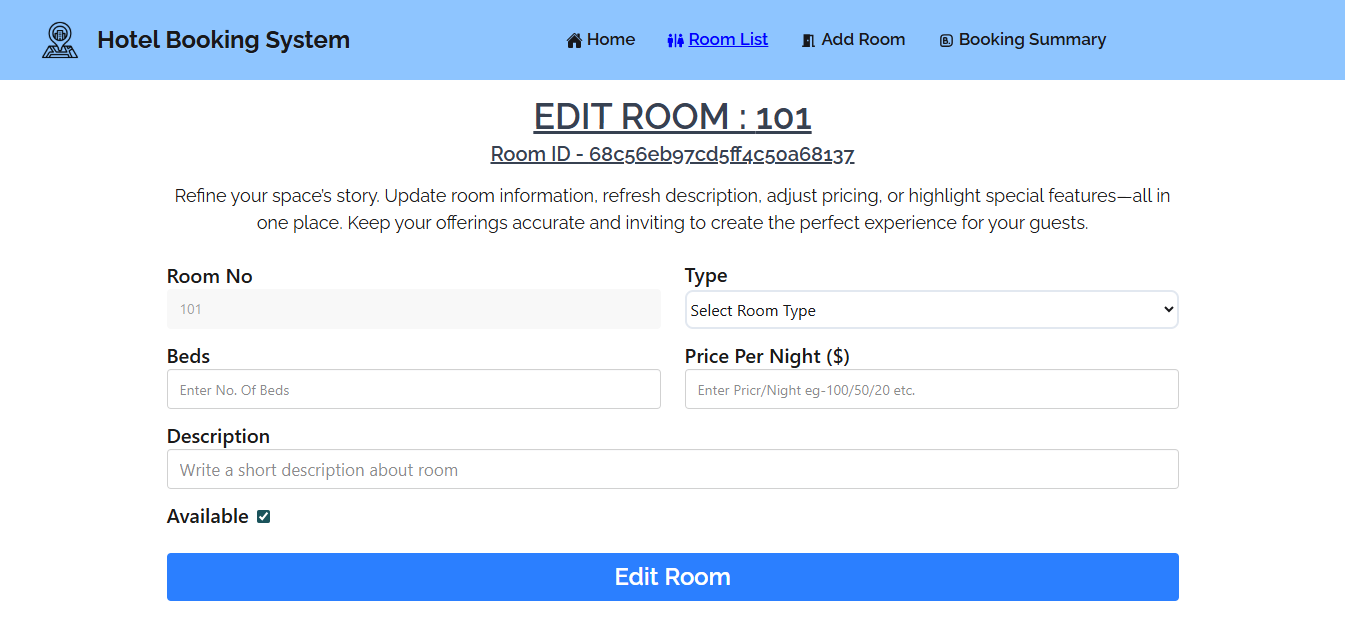 Hotel Booking System
Home
Room List
Add Room
Booking Summary
EDIT ROOM : 101
Room ID - 68c56eb97cd5ff4c50a68137
Refine your space's story. Update room information, refresh description, adjust pricing, or highlight special features—all in
one place. Keep your offerings accurate and inviting to create the perfect experience for your guests.
Room No
Type
101
Select Room Type
Beds
Price Per Night ($)
Enter No. Of Beds
Enter Pricr/Night eg-100/50/20 etc.
Description
Write a short description about room
Available
Edit Room